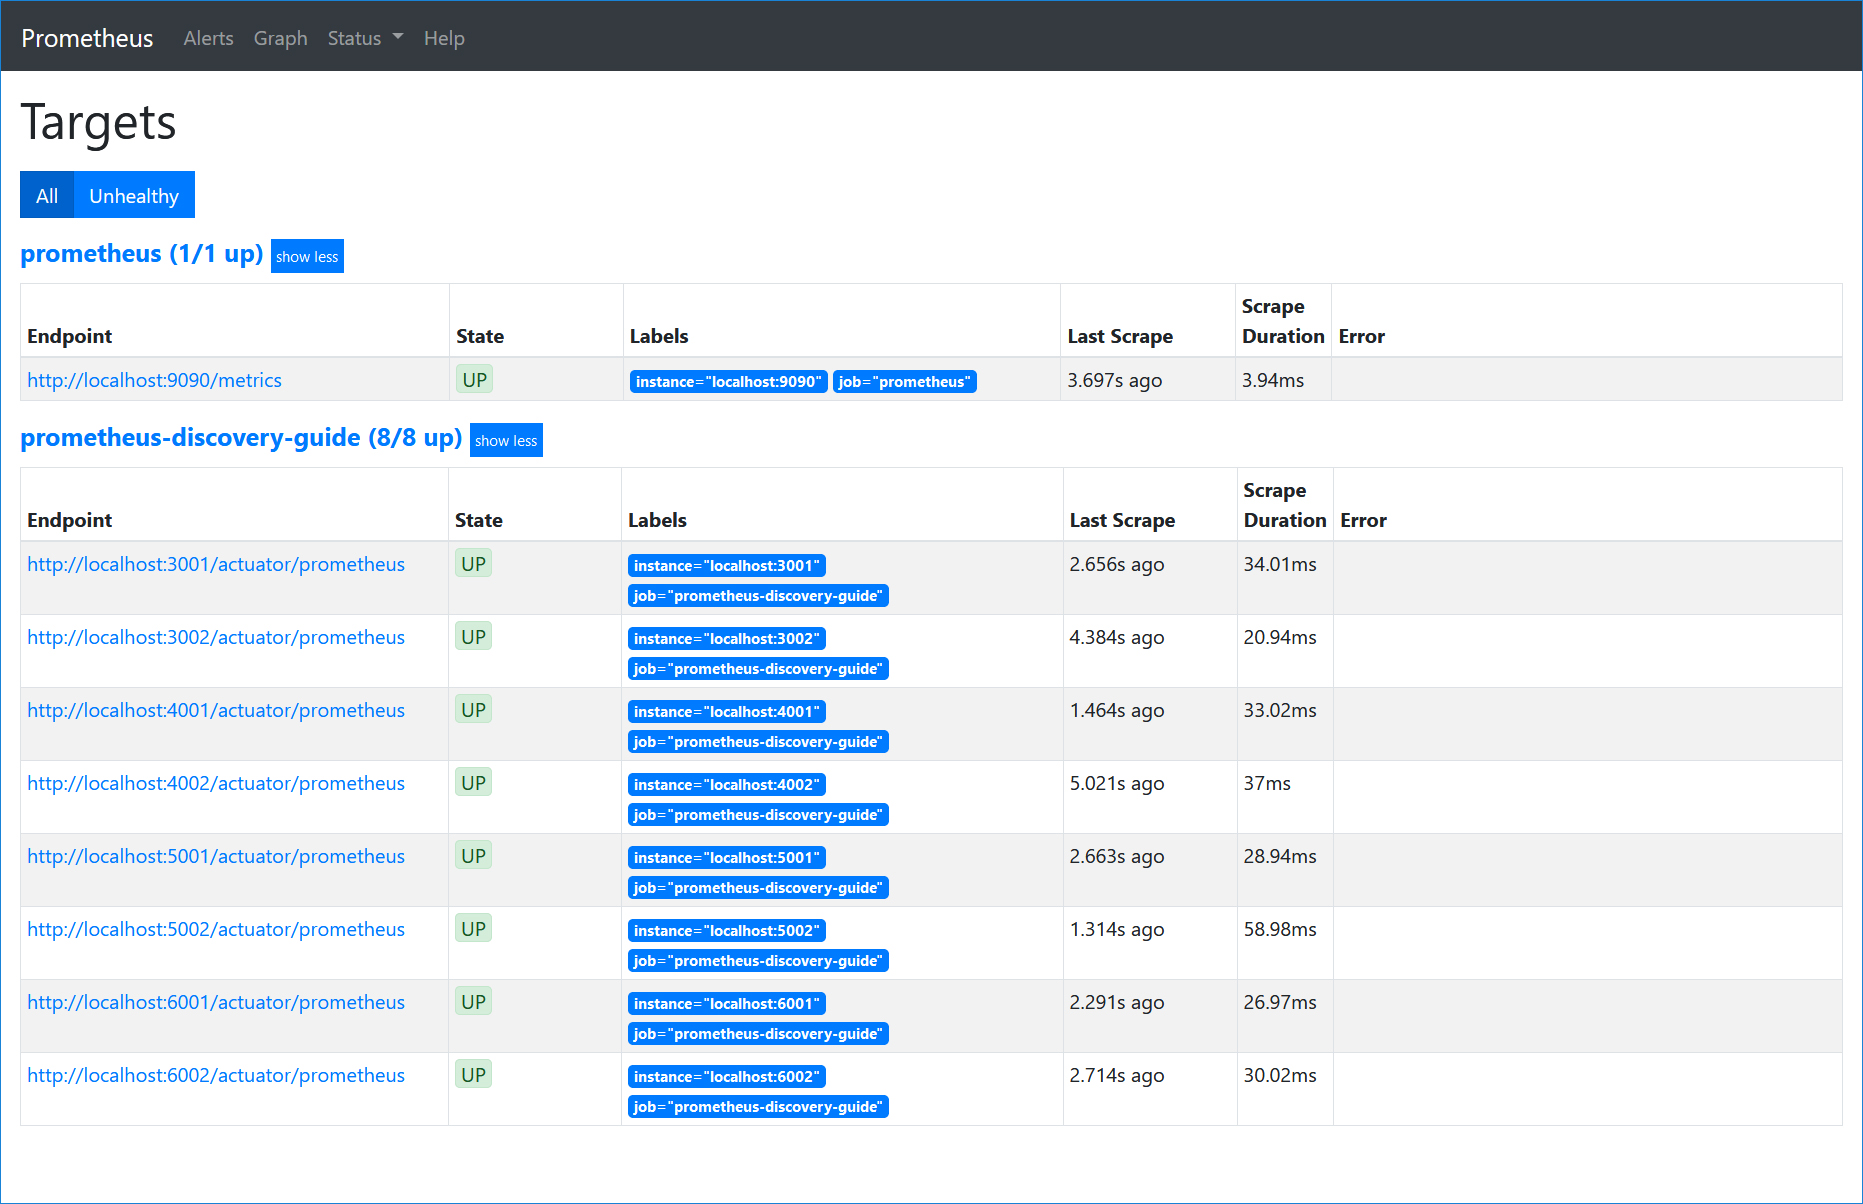 Prometheus Alerts Graph Status Help
Targets
All Unhealthy
prometheus (1/1 up) show less
Endpoint State Labels Last Scrape Scrape Duration Error
http://localhost:9090/metrics UP instance="localhost:9090" job="prometheus" 3.697s ago 3.94ms
prometheus-discovery-guide (8/8 up) show less
Endpoint State Labels Last Scrape Scrape Duration Error
http://localhost:3001/actuator/prometheus UP instance="localhost:3001" 2.656s ago 34.01ms
job="prometheus-discovery-guide"
http://localhost:3002/actuator/prometheus UP instance="localhost:3002" 4.384s ago 20.94ms
job="prometheus-discovery-guide"
http://localhost:4001/actuator/prometheus UP instance="localhost:4001" 1.464s ago 33.02ms
job="prometheus-discovery-guide"
http://localhost:4002/actuator/prometheus UP instance="localhost:4002" 5.021s ago 37ms
job="prometheus-discovery-guide"
http://localhost:5001/actuator/prometheus UP instance="localhost:5001" 2.663s ago 28.94ms
job="prometheus-discovery-guide"
http://localhost:5002/actuator/prometheus UP instance="localhost:5002" 1.314s ago 58.98ms
job="prometheus-discovery-guide"
http://localhost:6001/actuator/prometheus UP instance="localhost:6001" 2.291s ago 26.97ms
job="prometheus-discovery-guide"
http://localhost:6002/actuator/prometheus UP instance="localhost:6002" 2.714s ago 30.02ms
job="prometheus-discovery-guide"